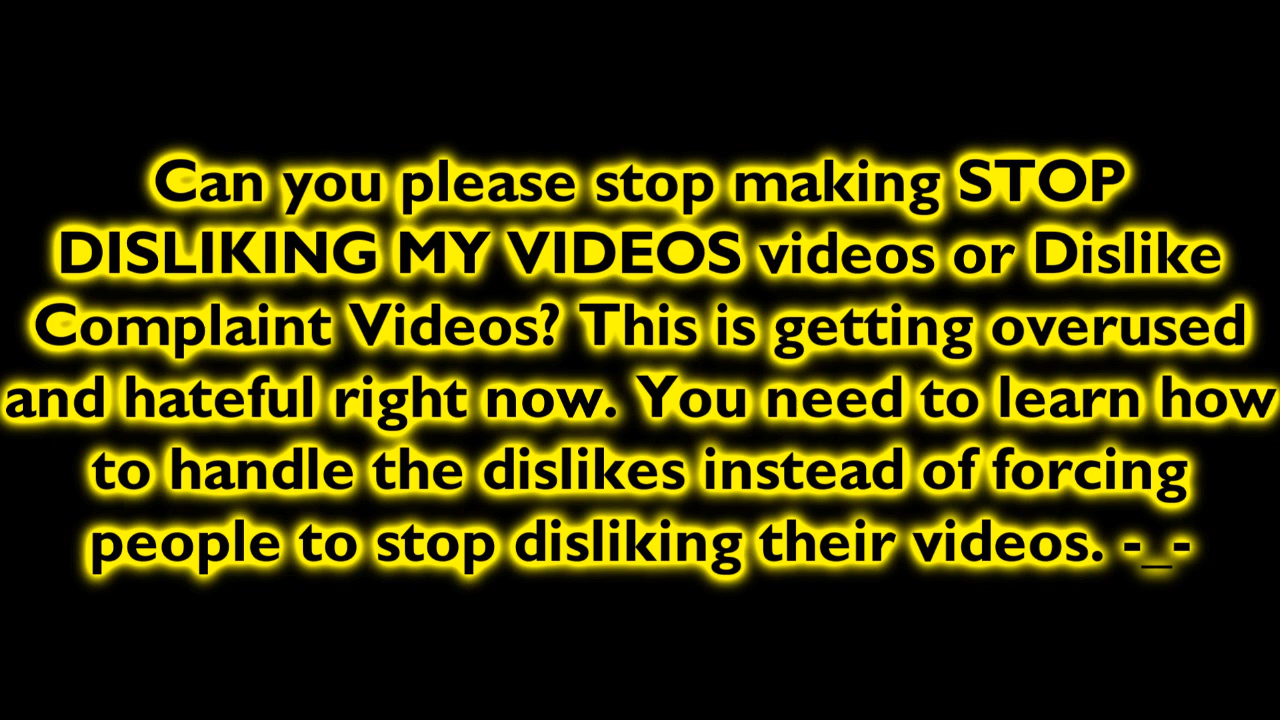 Can you please stop making STOP
DISLIKING MY VIDEOS videos or Dislike
Complaint Videos? This is getting overused
and hateful right now. You need to learn how
to handle the dislikes instead of forcing
people to stop disliking their videos. -_-